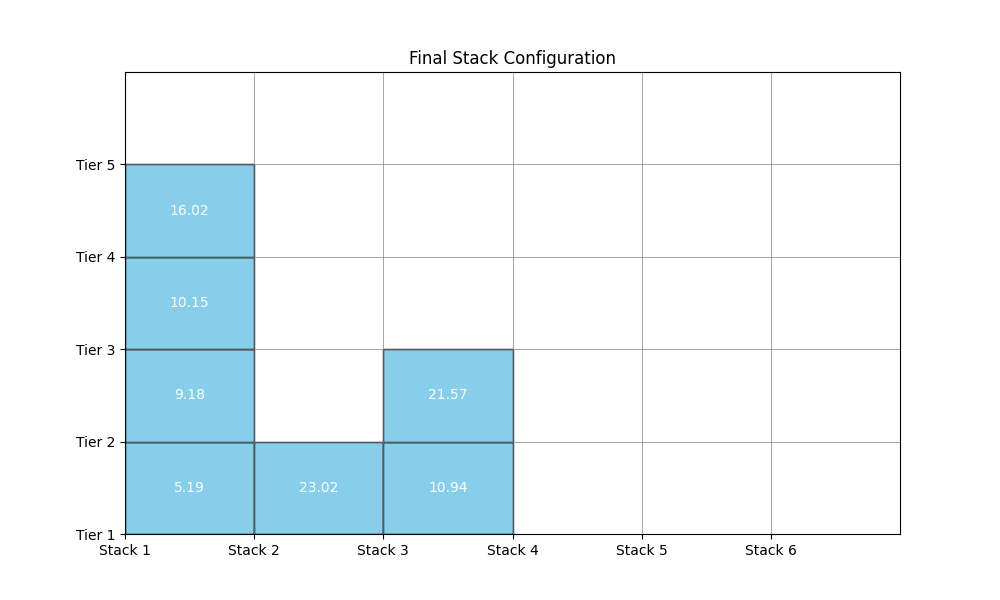 Final Stack Configuration
Tier 5
16.02
Tier 4
10.15
Tier 3
9.18 21.57
Tier 2
5.19 23.02 10.94
Tier 1
Stack 1 Stack 2 Stack 3 Stack 4 Stack 5 Stack 6